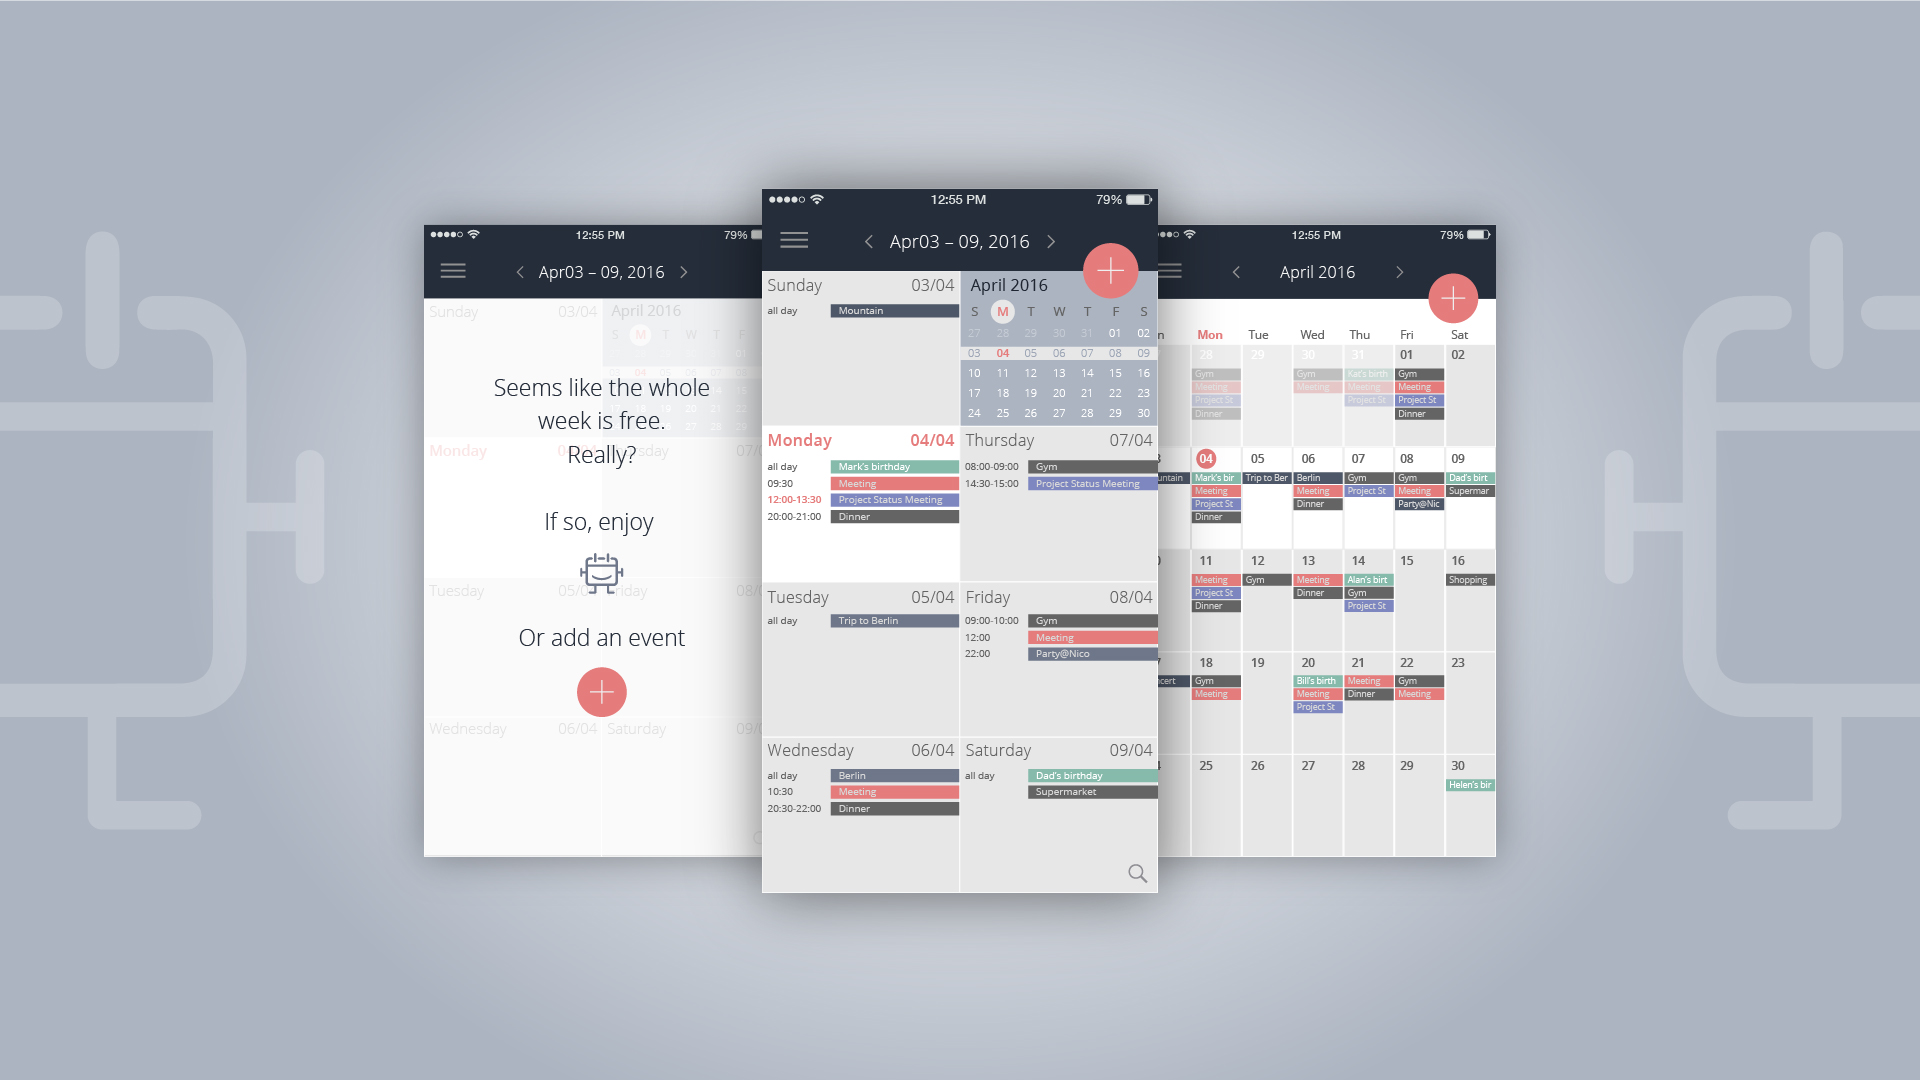 12:55 PM 79%
Apr03 – 09, 2016
Sunday 03/04
April 2016
S M T W T F
Seems like the whole
week is free.
Really?
Monday
If so, enjoy
Tuesday 05/0
Or add an event
Wednesday 06/04
Saturday
12:55 PM 79%
Apr03 – 09, 2016
Sunday 03/04
all day Mountain
April 2016
S M T W T F S
27 28 29 30 31 01 02
03 04 05 06 07 08 09
10 11 12 13 14 15 16
17 18 19 20 21 22 23
24 25 26 27 28 29 30
Monday 04/04
all day Mark's birthday
09:30 Meeting
12:00-13:30 Project Status Meeting
20:00-21:00 Dinner
Thursday 07/04
08:00-09:00 Gym
14:30-15:00 Project Status Meeting
Tuesday 05/04
all day Trip to Berlin
Friday 08/04
09:00-10:00 Gym
12:00 Meeting
22:00 Party@Nico
Wednesday 06/04
all day Berlin
10:30 Meeting
20:30-22:00 Dinner
Saturday 09/04
all day Dad's birthday
Supermarket
12:55 PM 79%
April 2016
n Mon Tue Wed Thu Fri Sat
28 29 30 31 01 02
Gym Gym Kat's birth Gym
Meeting Meeting Meeting Meeting
Project St Project St Project St
Dinner Dinner
04 05 06 07 08 09
untain Mark's bir Trip to Ber Berlin Gym Gym Dad's birt
Meeting Meeting Project St Meeting Supermar
Project St Dinner Party@Nic
Dinner
11 12 13 14 15 16
Meeting Gym Meeting Alan's birt Shopping
Project St Dinner Gym
Dinner Project St
18 19 20 21 22 23
ncert Gym Bill's birth Meeting Gym
Meeting Meeting Dinner Meeting
Project St
25 26 27 28 29 30
Helen's bir